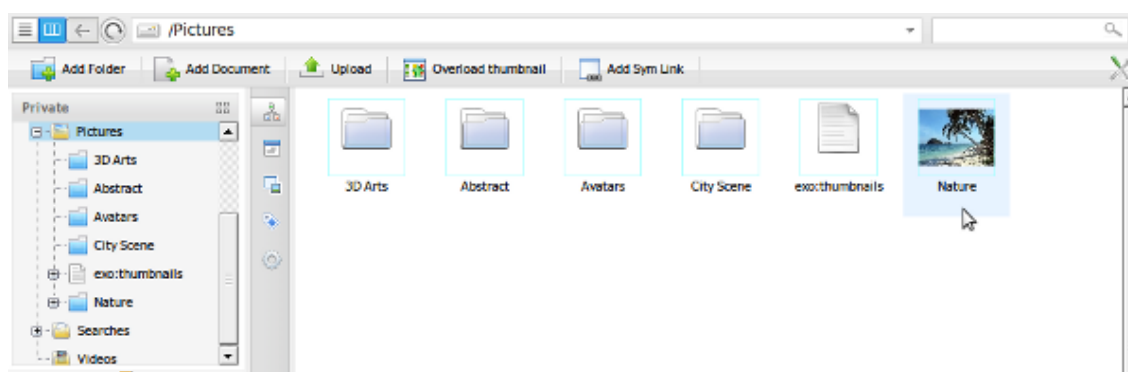 /Pictures
Add Folder Add Document Upload Overload thumbnail Add Sym Link
Private
Pictures
3D Arts
Abstract
Avatars
City Scene
exo:thumbnails
Nature
Searches
Videos
3D Arts Abstract Avatars City Scene exo:thumbnails Nature